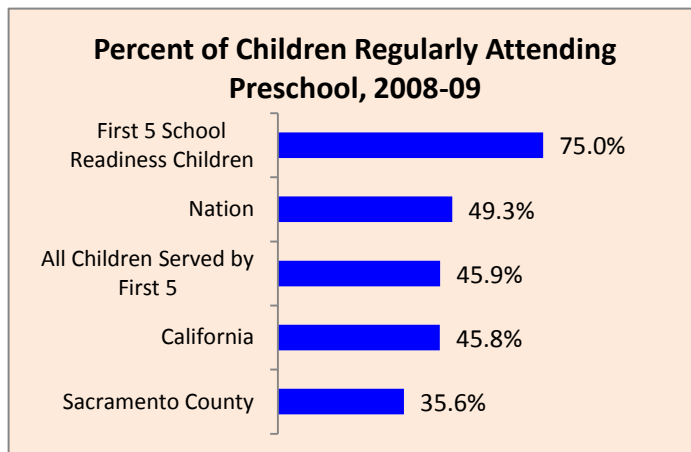 Percent of Children Regularly Attending
Preschool, 2008-09
First 5 School
Readiness Children
75.0%
Nation
49.3%
All Children Served by
First 5
45.9%
California
45.8%
Sacramento County
35.6%